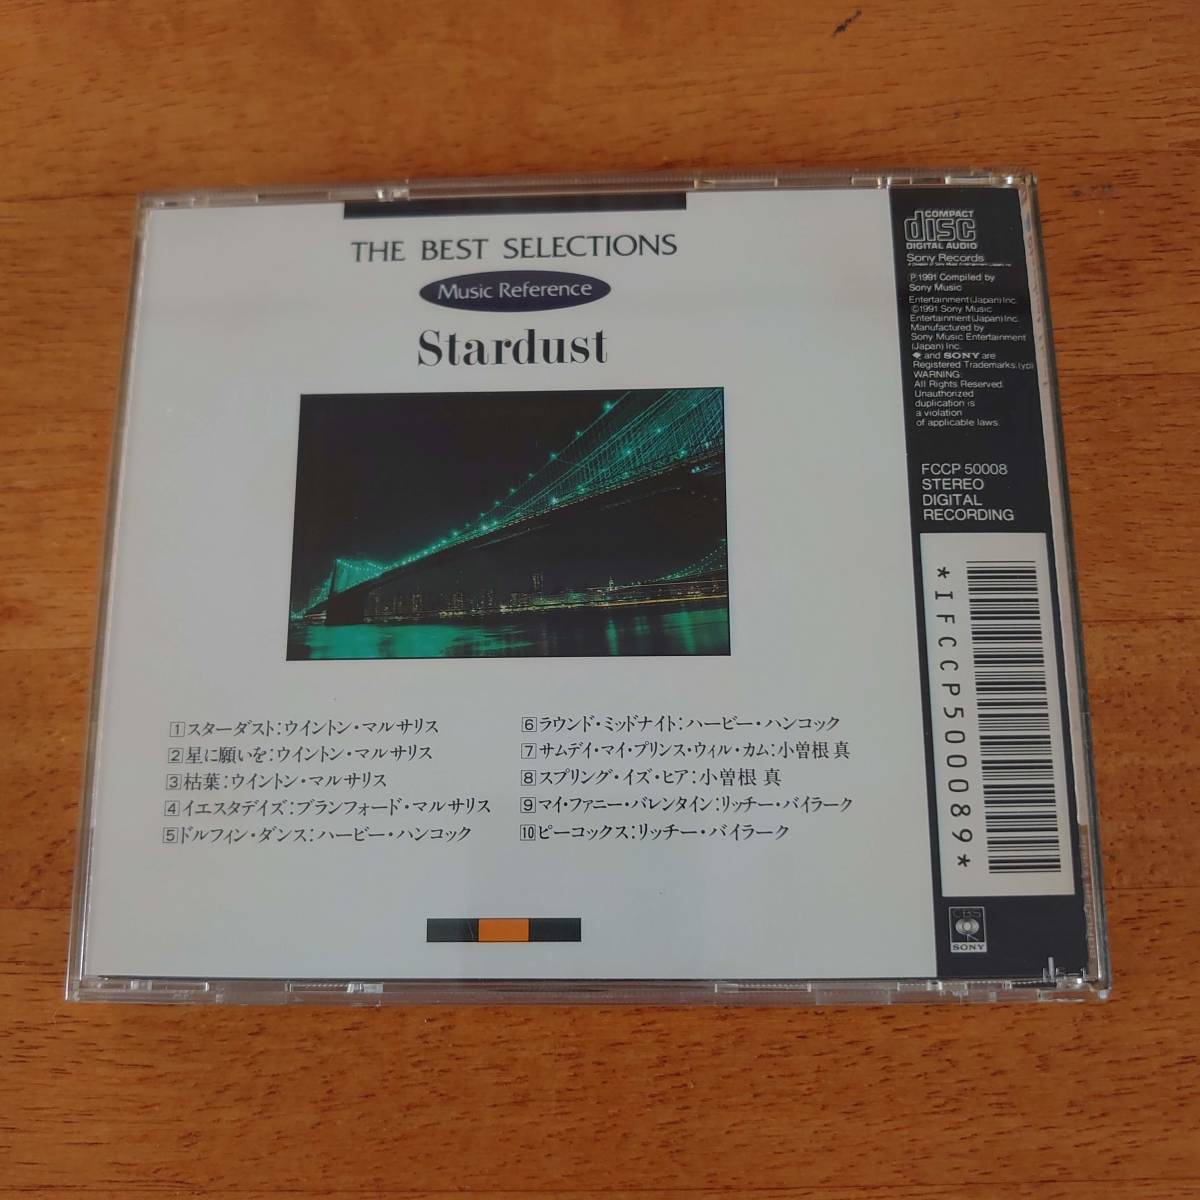 THE BEST SELECTIONS
Music Reference
Stardust
1 スターダスト:ウイントン・マルサリス
2 星に願いを:ウイントン・マルサリス
3 枯葉:ウイントン・マルサリス
4 イエスタデイズ:ブランフォード・マルサリス
5 ドルフィン・ダンス:ハービー・ハンコック
6 ラウンド・ミッドナイト:ハービー・ハンコック
7 サムデイ・マイ・プリンス・ウィル・カム:小曽根 真
8 スプリング・イズ・ヒア:小曽根 真
9 マイ・ファニー・バレンタイン:リッチー・バイラーク
10 ピーコックス:リッチー・バイラーク
COMPACT
disc
DIGITAL AUDIO
Sony Records
A Division of Sony Music Entertainment (Japan) Inc.
Ⓟ1991 Compiled by
Sony Music
Entertainment (Japan) Inc.
©1991 Sony Music
Entertainment (Japan) Inc.
Manufactured by
Sony Music Entertainment
(Japan) Inc.
and SONY are
Registered Trademarks. (YD)
WARNING:
All Rights Reserved.
Unauthorized
duplication is
a violation
of applicable laws.
FCCP 50008
STEREO
DIGITAL
RECORDING
*IFCCP500089*
CBS
SONY